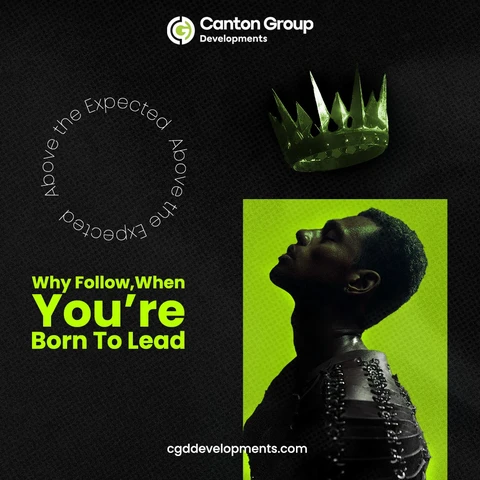 Canton Group
Developments
Above the Expected Above the Expected
Why Follow,When
You're
Born To Lead
cgddevelopments.com